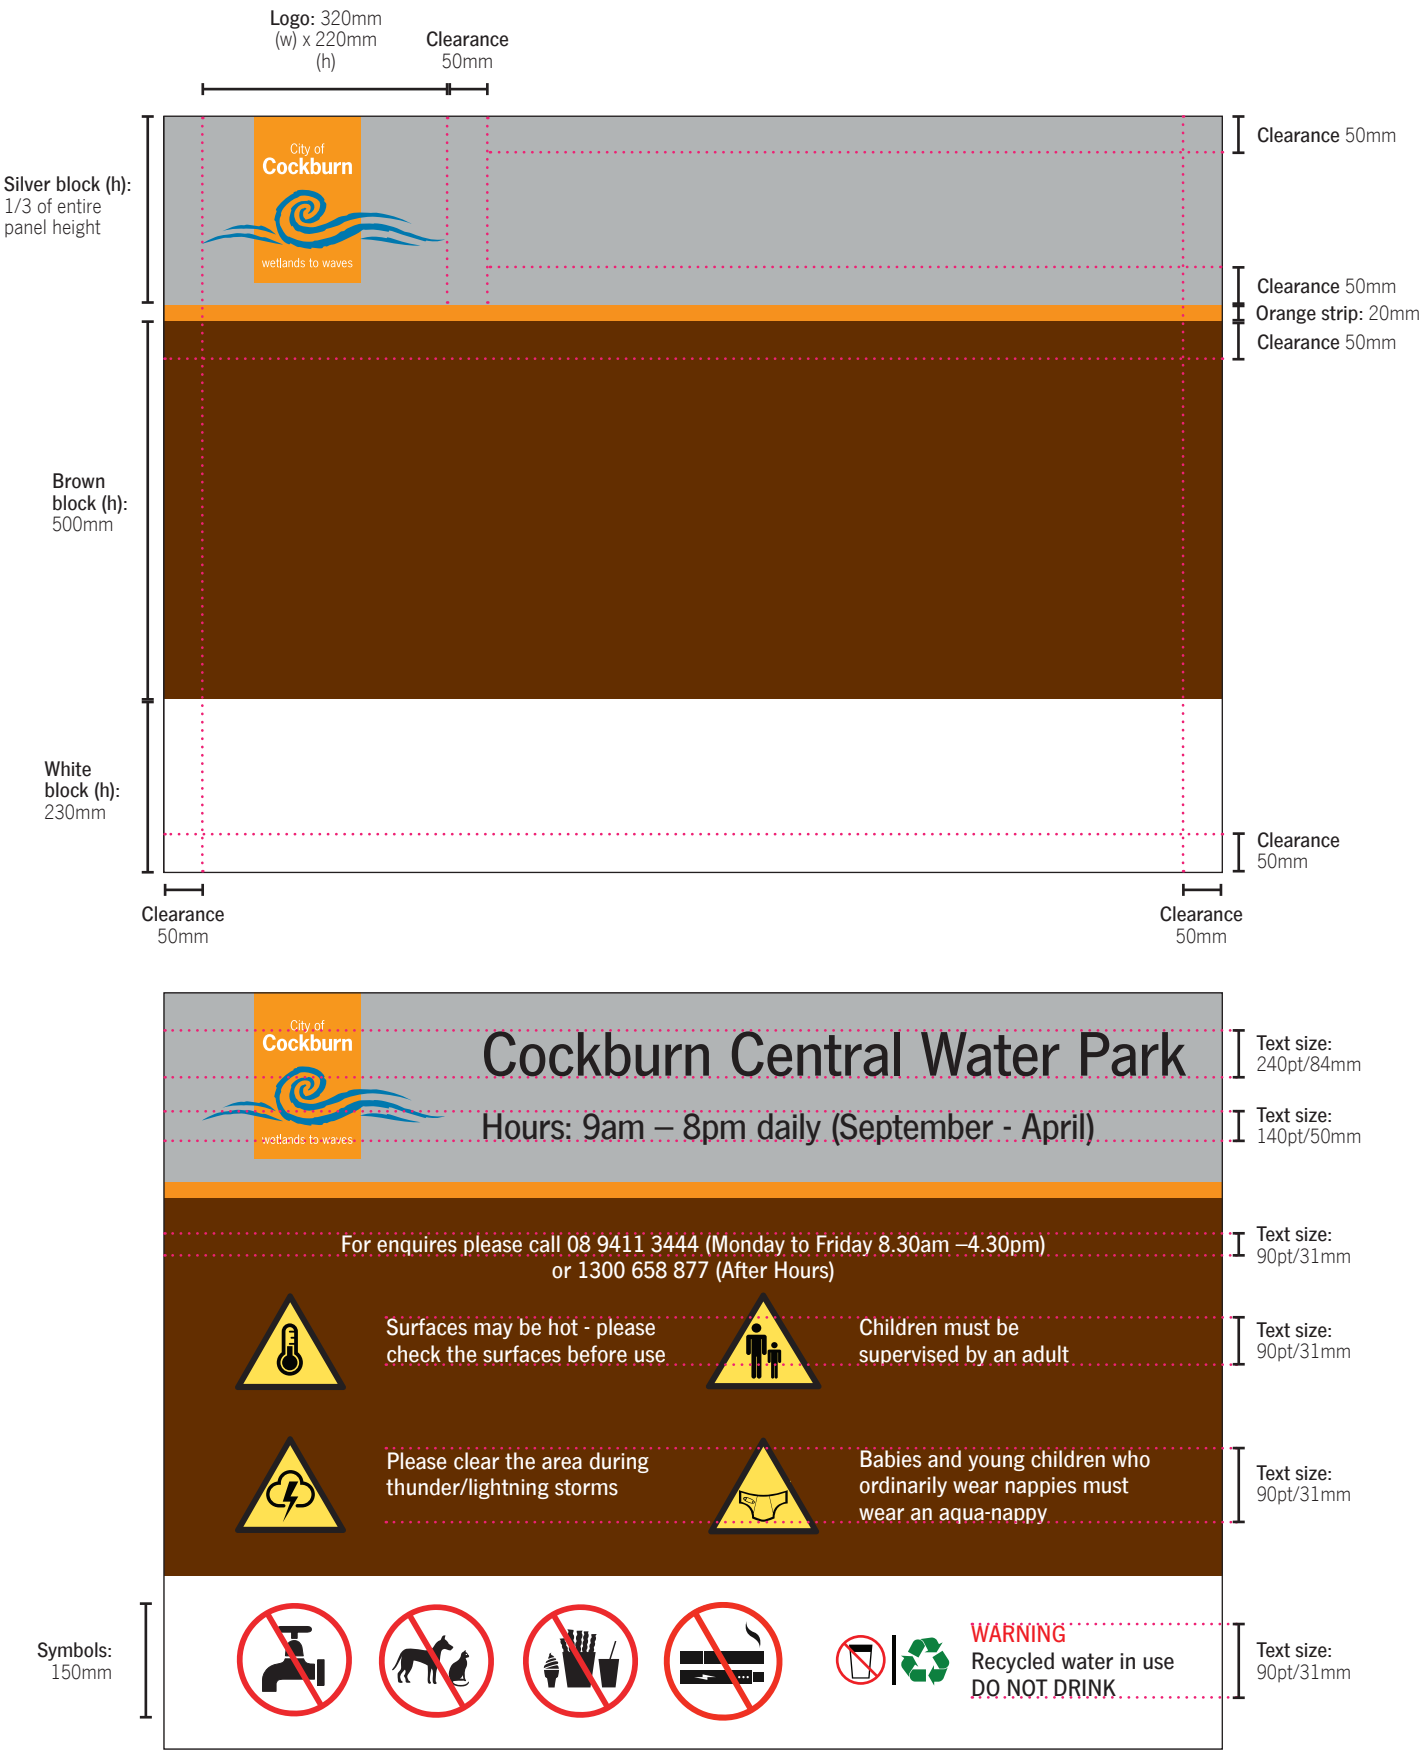 Logo: 320mm
(w) x 220mm
(h)
Clearance
50mm
Clearance 50mm
City of
Cockburn
wetlands to waves
Silver block (h):
1/3 of entire
panel height
Clearance 50mm
Orange strip: 20mm
Clearance 50mm
Brown
block (h):
500mm
White
block (h):
230mm
Clearance
50mm
Clearance
50mm
Clearance
50mm
City of
Cockburn
wetlands to waves
Cockburn Central Water Park
Text size:
240pt/84mm
Hours: 9am – 8pm daily (September - April)
Text size:
140pt/50mm
For enquires please call 08 9411 3444 (Monday to Friday 8.30am –4.30pm)
or 1300 658 877 (After Hours)
Text size:
90pt/31mm
Surfaces may be hot - please
check the surfaces before use
Children must be
supervised by an adult
Text size:
90pt/31mm
Please clear the area during
thunder/lightning storms
Babies and young children who
ordinarily wear nappies must
wear an aqua-nappy
Text size:
90pt/31mm
Symbols:
150mm
WARNING
Recycled water in use
DO NOT DRINK
Text size:
90pt/31mm